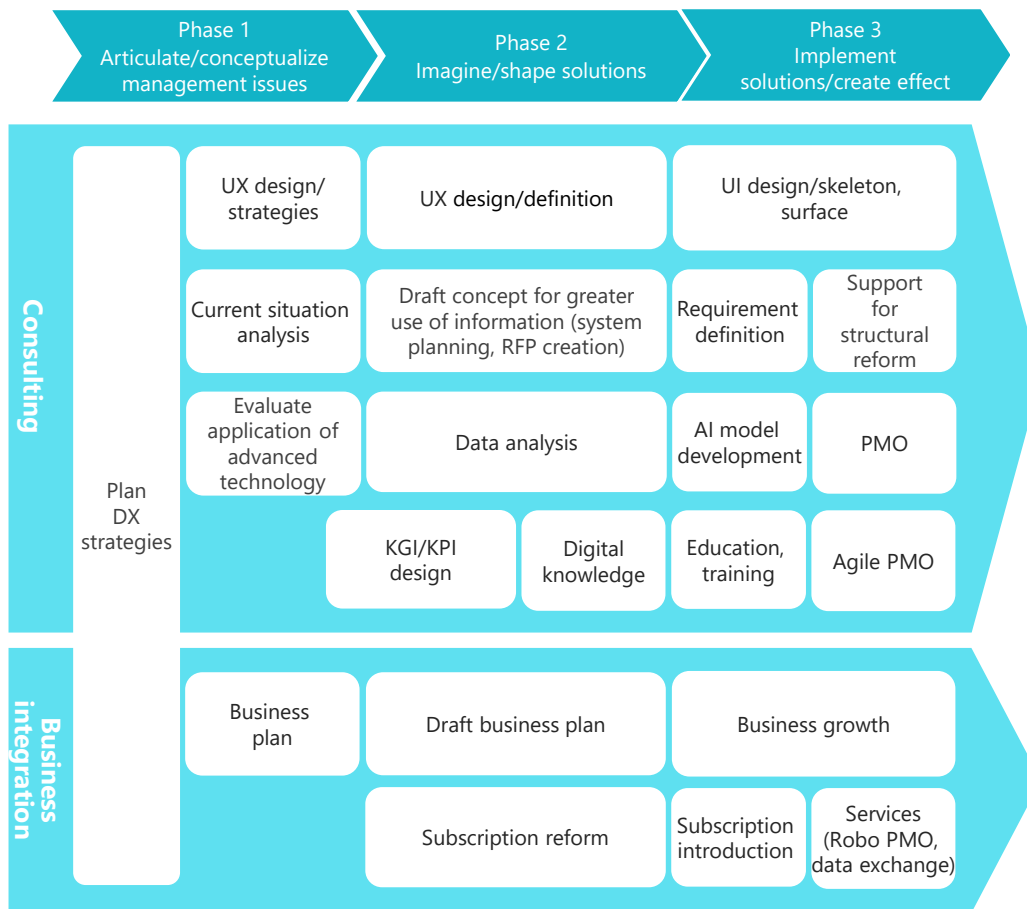 Phase 1
Articulate/conceptualize
management issues
Phase 2
Imagine/shape solutions
Phase 3
Implement
solutions/create effect
Consulting
Plan
DX
strategies
UX design/
strategies
UX design/definition
UI design/skeleton,
surface
Current situation
analysis
Draft concept for greater
use of information (system
planning, RFP creation)
Requirement
definition
Support
for
structural
reform
Evaluate
application of
advanced
technology
Data analysis
AI model
development
PMO
KGI/KPI
design
Digital
knowledge
Education,
training
Agile PMO
Business
integration
Business
plan
Draft business plan
Business growth
Subscription reform
Subscription
introduction
Services
(Robo PMO,
data exchange)